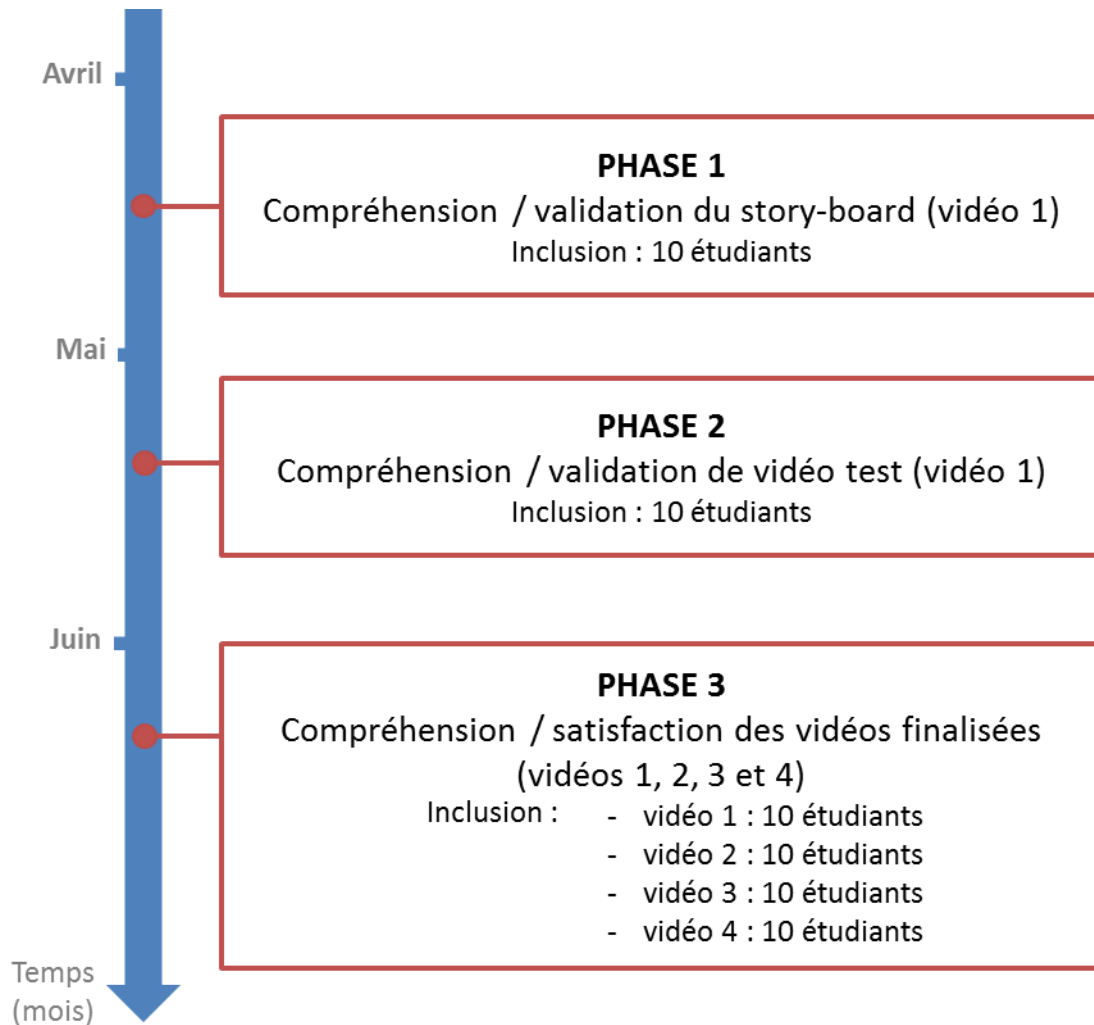 Avril
PHASE 1
Compréhension / validation du story-board (vidéo 1)
Inclusion : 10 étudiants
Mai
PHASE 2
Compréhension / validation de vidéo test (vidéo 1)
Inclusion : 10 étudiants
Juin
PHASE 3
Compréhension / satisfaction des vidéos finalisées
(vidéos 1, 2, 3 et 4)
Inclusion : - vidéo 1 : 10 étudiants
- vidéo 2 : 10 étudiants
- vidéo 3 : 10 étudiants
- vidéo 4 : 10 étudiants
Temps
(mois)